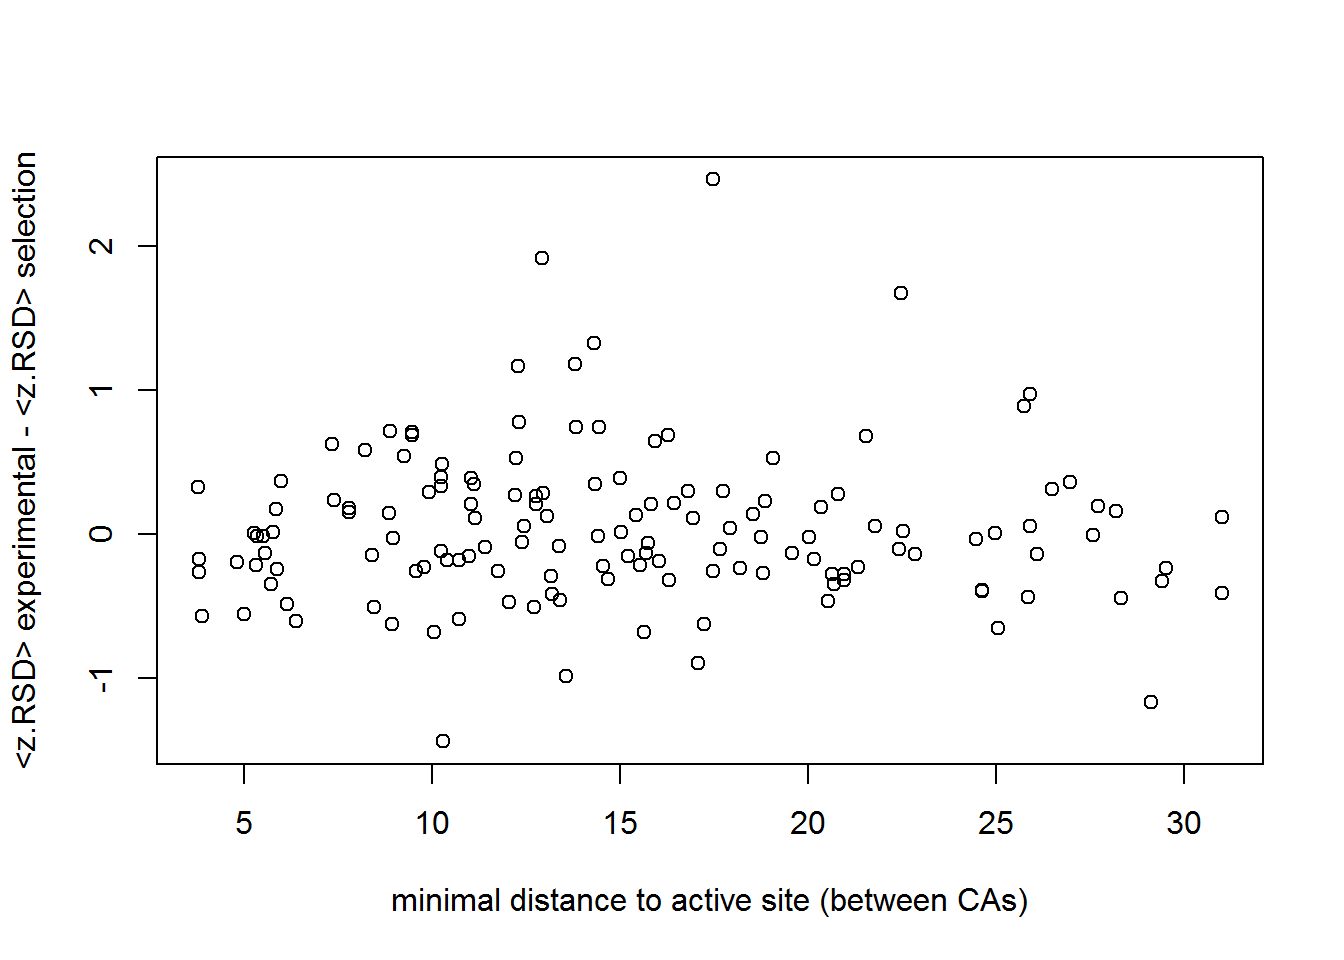 <z.RSD> experimental - <z.RSD> selection
2
1
0
-1
5 10 15 20 25 30
minimal distance to active site (between CAs)